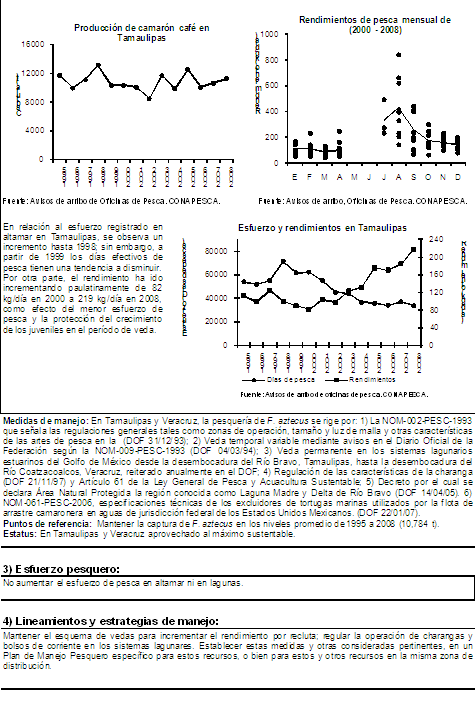 Producción de camarón café en
Tamaulipas
16000
12000
8000
4000
0
Fuente: Avisos de arribo de Oficinas de Pesca. CONAPESCA.
Rendimientos de pesca mensual de
(2000 - 2008)
1000
800
600
400
200
0
E F M A M J J A S O N D
Fuente: Avisos de arribo, Oficinas de Pesca, CONAPESCA.
En relación al esfuerzo registrado en
altamar en Tamaulipas, se observa un
incremento hasta 1998; sin embargo, a
partir de 1999 los días efectivos de
pesca tienen una tendencia a disminuir.
Por otra parte, el rendimiento ha ido
incrementando paulatinamente de 82
kg/día en 2000 a 219 kg/día en 2008,
como efecto del menor esfuerzo de
pesca y la protección del crecimiento
de los juveniles en el período de veda.
Esfuerzo y rendimientos en Tamaulipas
80000
60000
40000
20000
0
240
200
160
120
80
40
0
Días de pesca
Rendimientos
Fuente: Avisos de arribo de oficinas de pesca. CONAPESCA.
Medidas de manejo: En Tamaulipas y Veracruz, la pesquería de F. aztecus se rige por: 1) La NOM-002-PESC-1993
que señala las regulaciones generales tales como zonas de operación, tamaño y luz de malla y otras características
de las artes de pesca en la (DOF 31/12/93); 2) Veda temporal variable mediante avisos en el Diario Oficial de la
Federación según la NOM-009-PESC-1993 (DOF 04/03/94); 3) Veda permanente en los sistemas lagunarios
estuarinos del Golfo de México desde la desembocadura del Río Bravo, Tamaulipas, hasta la desembocadura del
Río Coatzacoalcos, Veracruz, reiterado anualmente en el DOF; 4) Regulación de las características de la charanga
(DOF 21/11/97) y Artículo 61 de la Ley General de Pesca y Acuacultura Sustentable; 5) Decreto por el cual se
declara Área Natural Protegida la región conocida como Laguna Madre y Delta de Río Bravo (DOF 14/04/05). 6)
NOM-061-PESC-2006, especificaciones técnicas de los excluidores de tortugas marinas utilizados por la flota de
arrastre camaronera en aguas de jurisdicción federal de los Estados Unidos Mexicanos. (DOF 22/01/07).
Puntos de referencia: Mantener la captura de F. aztecus en los niveles promedio de 1995 a 2008 (10,784 t).
Estatus: En Tamaulipas y Veracruz aprovechado al máximo sustentable.
3) Esfuerzo pesquero:
No aumentar el esfuerzo de pesca en altamar ni en lagunas.
4) Lineamientos y estrategias de manejo:
Mantener el esquema de vedas para incrementar el rendimiento por recluta; regular la operación de charangas y
bolsos de corriente en los sistemas lagunares. Establecer estas medidas y otras consideradas pertinentes, en un
Plan de Manejo Pesquero específico para estos recursos, o bien para estos y otros recursos en la misma zona de
distribución.